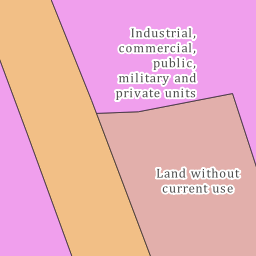 Industrial,
commercial,
public,
military and
private units
Land without
current use